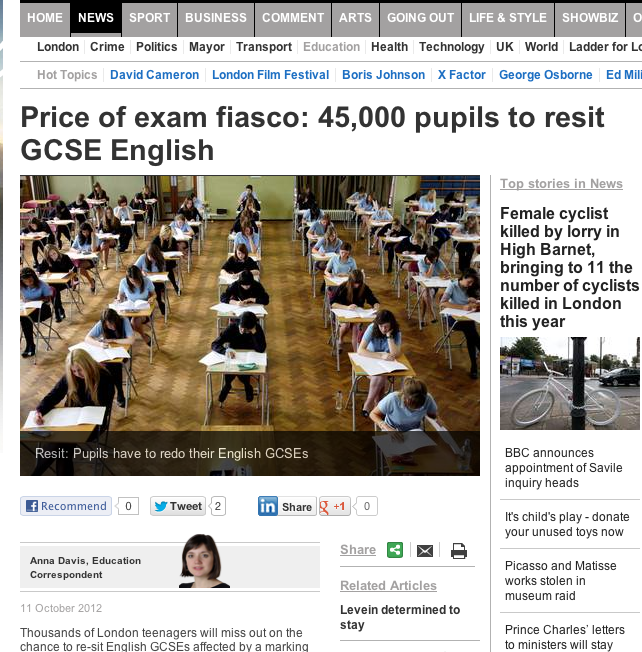 HOME NEWS SPORT BUSINESS COMMENT ARTS GOING OUT LIFE & STYLE SHOWBIZ
London Crime Politics Mayor Transport Education Health Technology UK World Ladder for Lo
Hot Topics David Cameron London Film Festival Boris Johnson X Factor George Osborne Ed Mili
Price of exam fiasco: 45,000 pupils to resit
GCSE English
Resit: Pupils have to redo their English GCSEs
Recommend 0 Tweet 2 in Share g +1 0
Anna Davis, Education
Correspondent
11 October 2012
Thousands of London teenagers will miss out on the
chance to re-sit English GCSEs affected by a marking
Share
Related Articles
Levein determined to
stay
Top stories in News
Female cyclist
killed by lorry in
High Barnet,
bringing to 11 the
number of cyclists
killed in London
this year
BBC announces
appointment of Savile
inquiry heads
It's child's play - donate
your unused toys now
Picasso and Matisse
works stolen in
museum raid
Prince Charles' letters
to ministers will stay